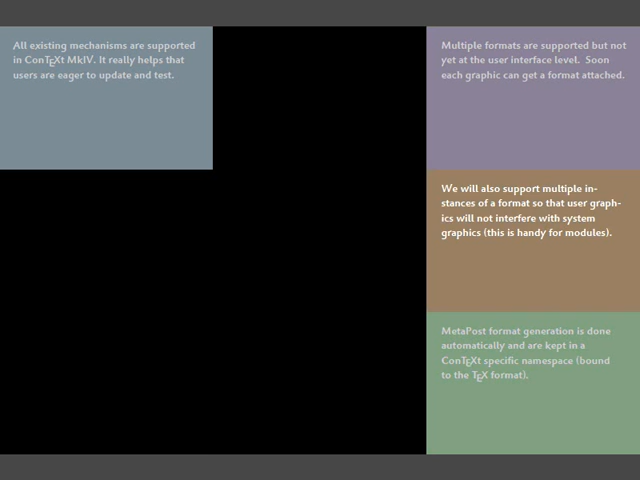 All existing mechanisms are supported
in ConTEXt MkIV. It really helps that
users are eager to update and test.
Multiple formats are supported but not
yet at the user interface level. Soon
each graphic can get a format attached.
We will also support multiple in-
stances of a format so that user graph-
ics will not interfere with system
graphics (this is handy for modules).
MetaPost format generation is done
automatically and are kept in a
ConTEXt specific namespace (bound
to the TEX format).